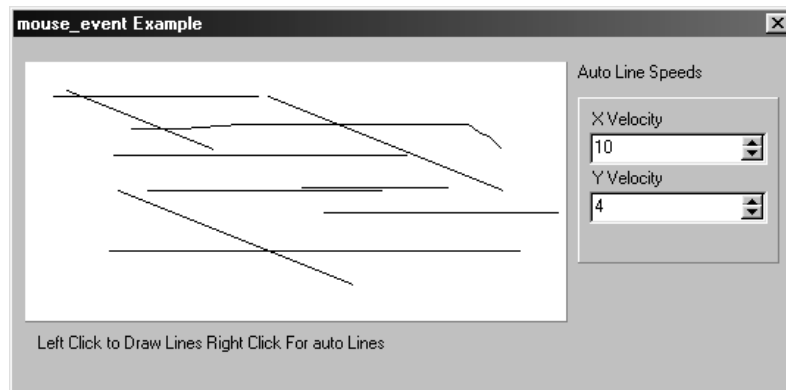 mouse_event Example
Auto Line Speeds
X Velocity
10
Y Velocity
4
Left Click to Draw Lines Right Click For auto Lines